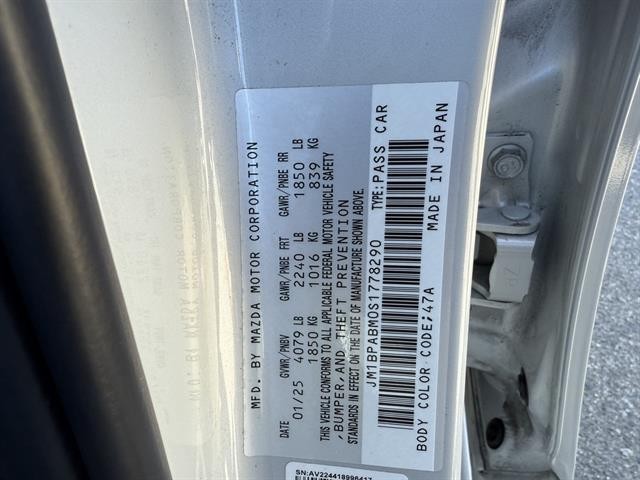 MFD. BY MAZDA MOTOR CORPORATION
DATE GVWR/PNBV GAWR/PNBE FRT GAWR/PNBE RR
01/25 4079 LB 2240 LB 1850 LB
1850 KG 1016 KG 839 KG
THIS VEHICLE CONFORMS TO ALL APPLICABLE FEDERAL MOTOR VEHICLE SAFETY
,BUMPER,AND THEFT PREVENTION
STANDARDS IN EFFECT ON THE DATE OF MANUFACTURE SHOWN ABOVE.
JM1BPABM0S1778290 TYPE:PASS CAR
BODY COLOR CODE;47A MADE IN JAPAN
SN:AV224418996417